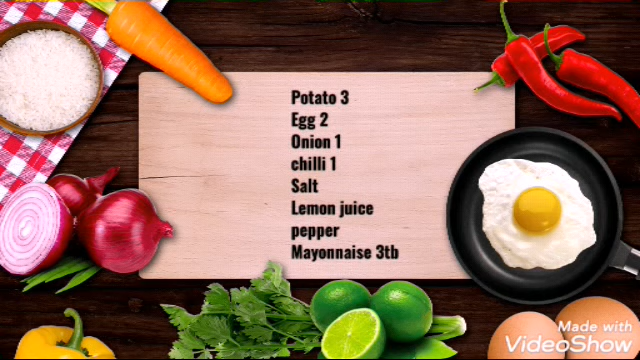 Potato 3
Egg 2
Onion 1
chilli 1
Salt
Lemon juice
pepper
Mayonnaise 3tb
Made with
VideoShow